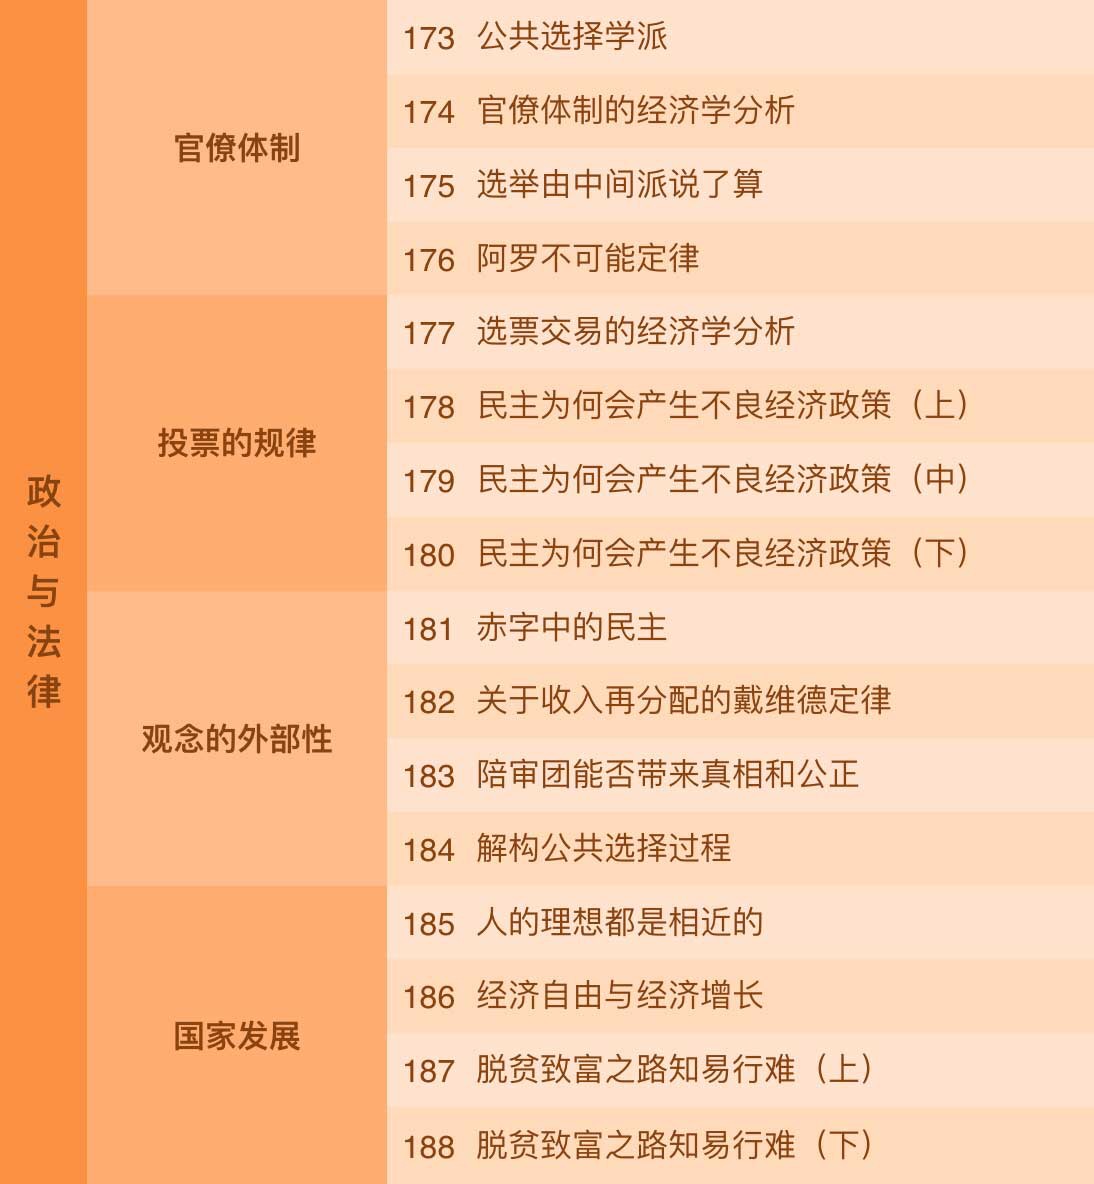 政治与法律
官僚体制
173 公共选择学派
174 官僚体制的经济学分析
175 选举由中间派说了算
176 阿罗不可能定律
投票的规律
177 选票交易的经济学分析
178 民主为何会产生不良经济政策（上）
179 民主为何会产生不良经济政策（中）
180 民主为何会产生不良经济政策（下）
观念的外部性
181 赤字中的民主
182 关于收入再分配的戴维德定律
183 陪审团能否带来真相和公正
184 解构公共选择过程
国家发展
185 人的理想都是相近的
186 经济自由与经济增长
187 脱贫致富之路知易行难（上）
188 脱贫致富之路知易行难（下）